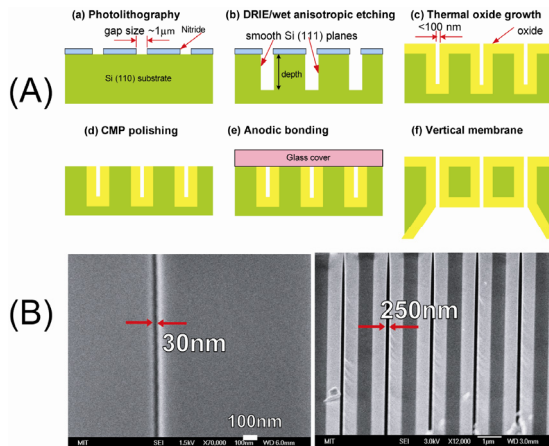 (A)
(a) Photolithography
gap size ~1μm
Nitride
Si (110) substrate
(b) DRIE/wet anisotropic etching
smooth Si (111) planes
depth
(c) Thermal oxide growth
<100 nm
oxide
(d) CMP polishing
(e) Anodic bonding
Glass cover
(f) Vertical membrane
(B)
30nm
100nm
MIT SEI 1.5kV X70,000 100nm WD 6.0mm
250nm
MIT SEI 3.0kV X12,000 1μm WD 3.0mm